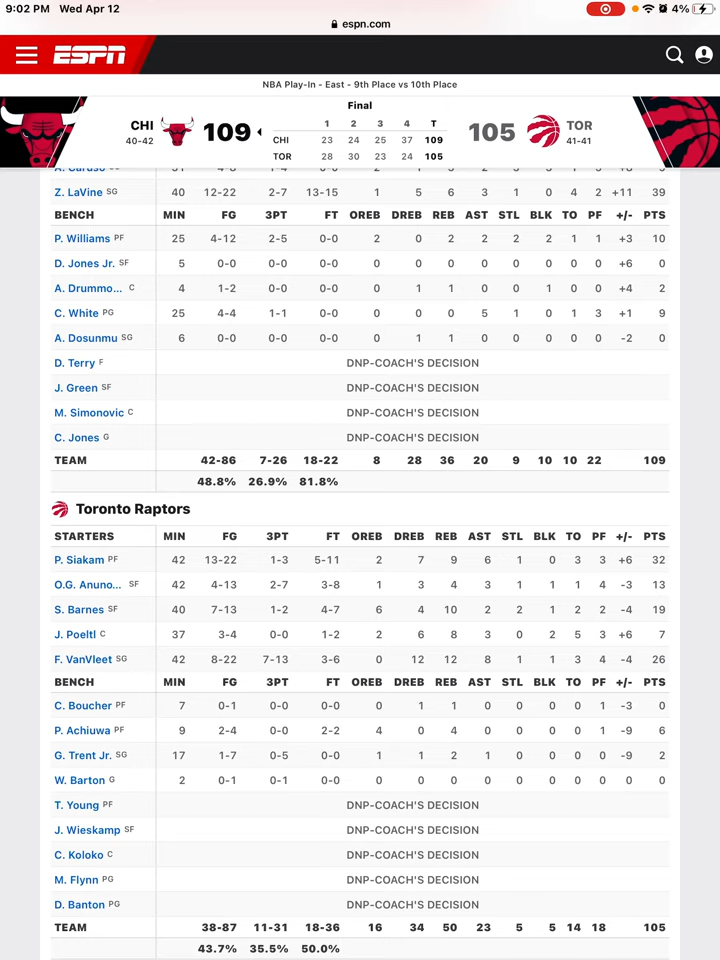 9:02 PM Wed Apr 12 4%
espn.com
ESPN
NBA Play-In - East - 9th Place vs 10th Place
Final
CHI 109 1 2 3 4 T 105 TOR
40-42 CHI 23 24 25 37 109 41-41
TOR 28 30 23 24 105
Z. LaVine SG 40 12-22 2-7 13-15 1 5 6 3 1 0 4 2 +11 39
BENCH MIN FG 3PT FT OREB DREB REB AST STL BLK TO PF +/- PTS
P. Williams PF 25 4-12 2-5 0-0 2 0 2 2 2 2 1 1 +3 10
D. Jones Jr. SF 5 0-0 0-0 0-0 0 0 0 0 0 0 0 0 +6 0
A. Drummo... C 4 1-2 0-0 0-0 0 1 1 0 0 1 0 0 +4 2
C. White PG 25 4-4 1-1 0-0 0 0 0 5 1 0 1 3 +1 9
A. Dosunmu SG 6 0-0 0-0 0-0 0 1 1 0 0 0 0 0 -2 0
D. Terry F DNP-COACH'S DECISION
J. Green SF DNP-COACH'S DECISION
M. Simonovic C DNP-COACH'S DECISION
C. Jones G DNP-COACH'S DECISION
TEAM 42-86 7-26 18-22 8 28 36 20 9 10 10 22 109
48.8% 26.9% 81.8%
Toronto Raptors
STARTERS MIN FG 3PT FT OREB DREB REB AST STL BLK TO PF +/- PTS
P. Siakam PF 42 13-22 1-3 5-11 2 7 9 6 1 0 3 3 +6 32
O.G. Anuno... SF 42 4-13 2-7 3-8 1 3 4 3 1 1 1 4 -3 13
S. Barnes SF 40 7-13 1-2 4-7 6 4 10 2 2 1 2 2 -4 19
J. Poeltl C 37 3-4 0-0 1-2 2 6 8 3 0 2 5 3 +6 7
F. VanVleet SG 42 8-22 7-13 3-6 0 12 12 8 1 1 3 4 -4 26
BENCH MIN FG 3PT FT OREB DREB REB AST STL BLK TO PF +/- PTS
C. Boucher PF 7 0-1 0-0 0-0 0 1 1 0 0 0 0 1 -3 0
P. Achiuwa PF 9 2-4 0-0 2-2 4 0 4 0 0 0 0 1 -9 6
G. Trent Jr. SG 17 1-7 0-5 0-0 1 1 2 1 0 0 0 0 -9 2
W. Barton G 2 0-1 0-1 0-0 0 0 0 0 0 0 0 0 0 0
T. Young PF DNP-COACH'S DECISION
J. Wieskamp SF DNP-COACH'S DECISION
C. Koloko C DNP-COACH'S DECISION
M. Flynn PG DNP-COACH'S DECISION
D. Banton PG DNP-COACH'S DECISION
TEAM 38-87 11-31 18-36 16 34 50 23 5 5 14 18 105
43.7% 35.5% 50.0%